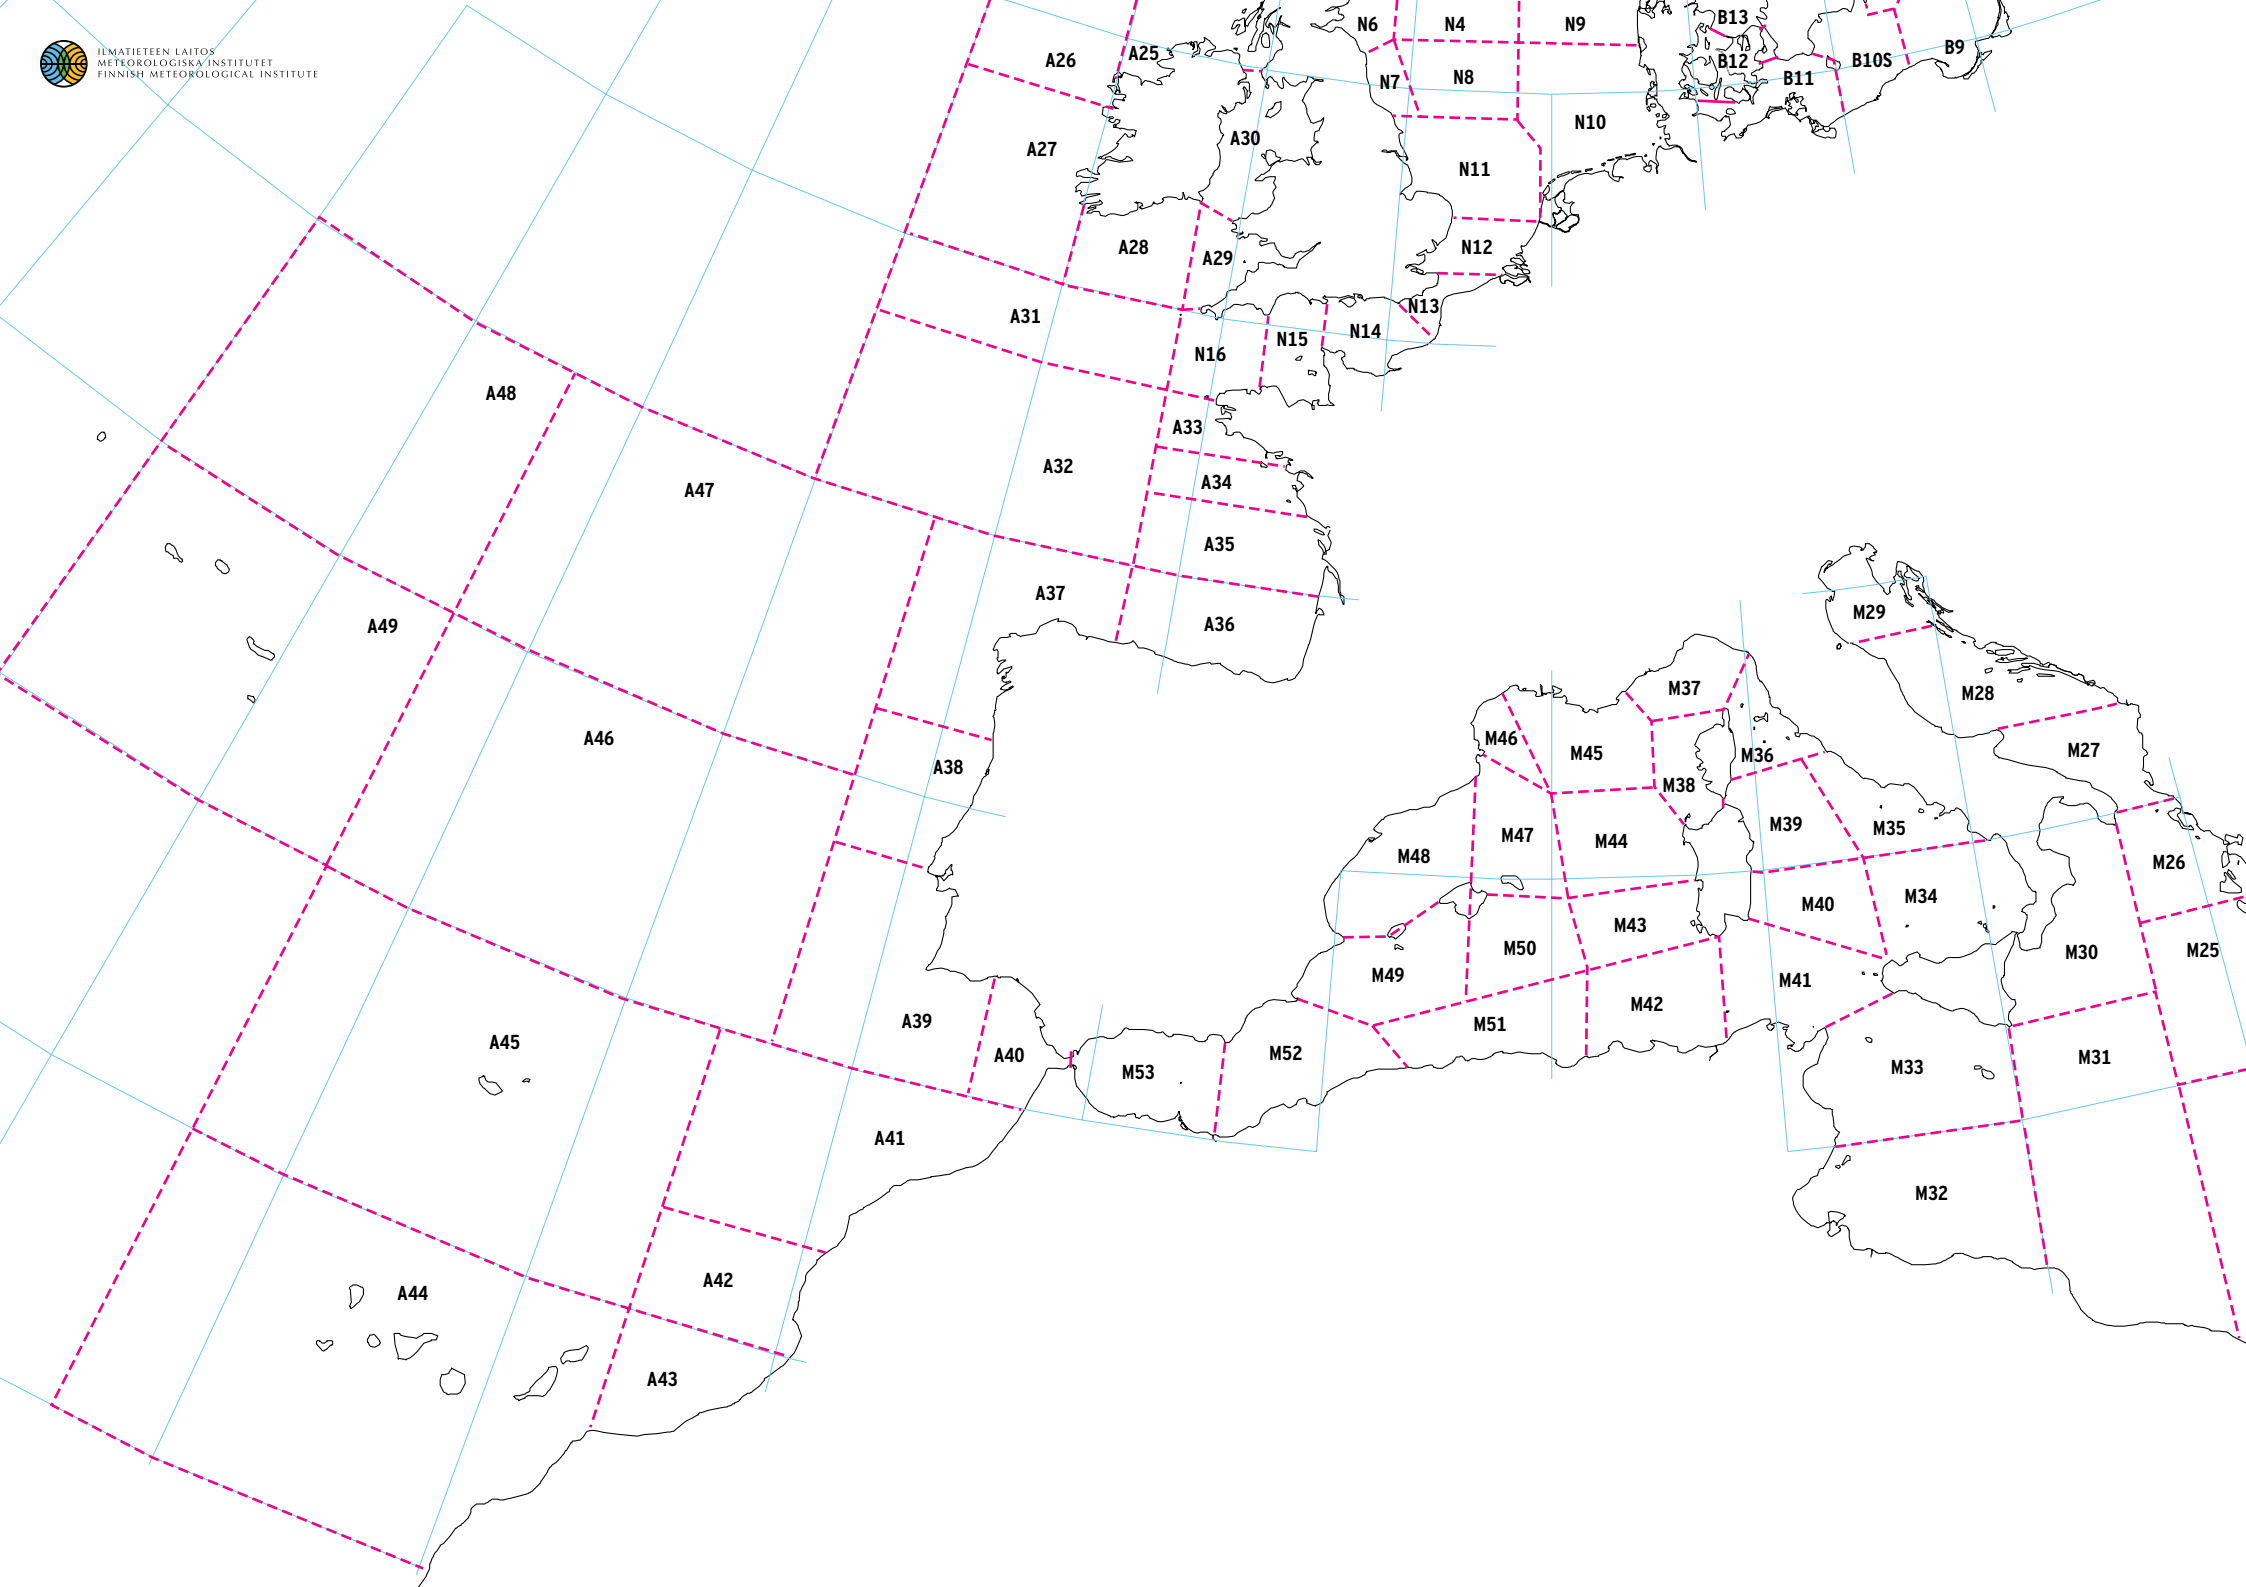 ILMATIETEEN LAITOS
METEOROLOGISKA INSTITUTET
FINNISH METEOROLOGICAL INSTITUTE
B13
N6
N4
N9
B9
A26
A25
B12
B10S
N7
N8
B11
N10
A30
A27
N11
A28
N12
A29
N13
A31
N14
N15
N16
A48
A33
A32
A34
A47
A35
A37
M29
A49
A36
M37
M28
A46
M46
M45
M36
M27
A38
M38
M47
M39
M35
M44
M48
M26
M34
M40
M43
M50
M30
M25
M49
M41
M42
A39
M51
A45
A40
M52
M31
M33
M53
A41
M32
A42
A44
A43